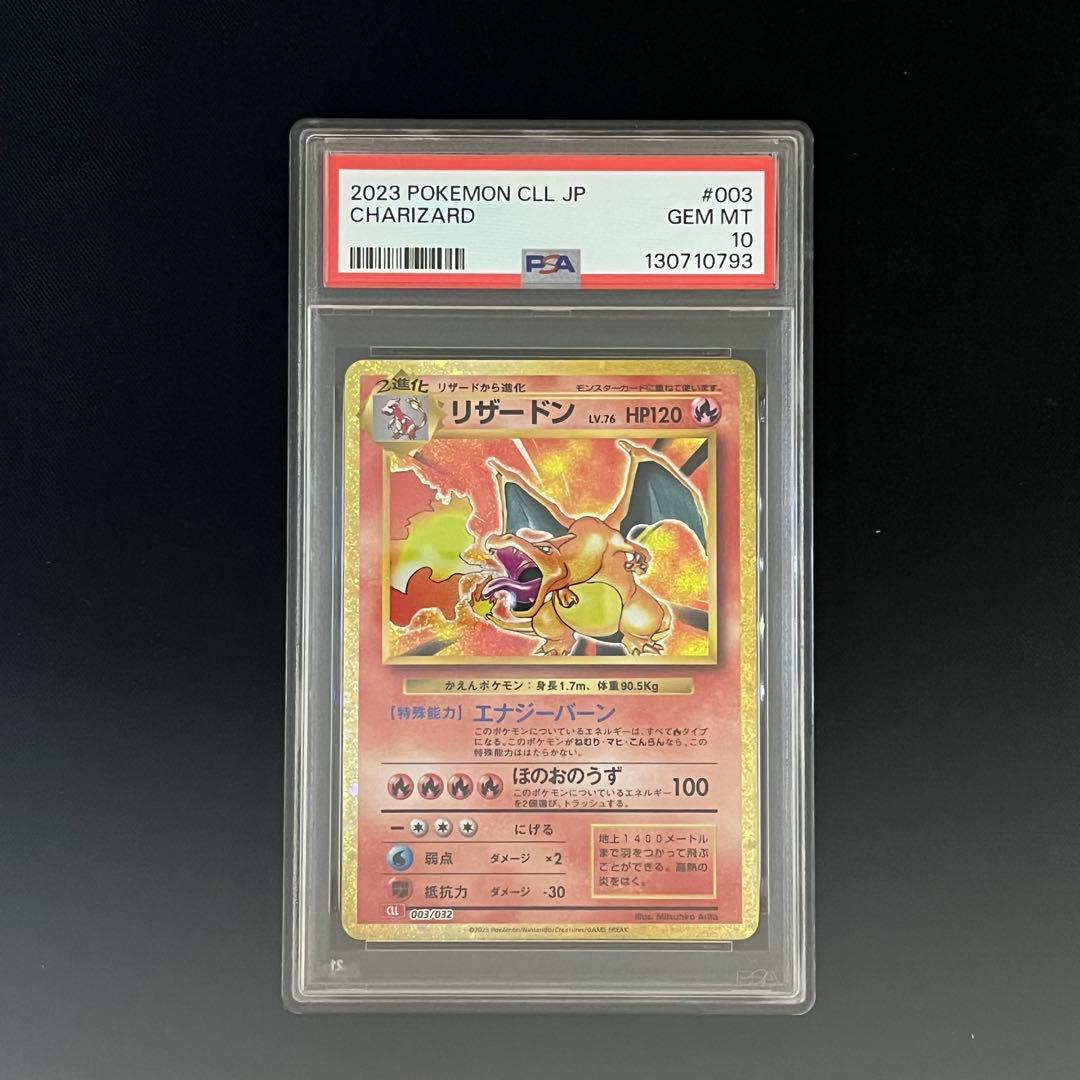 2023 POKEMON CLL JP #003
CHARIZARD GEM MT
10
PSA 130710793
2進化 リザードから進化 モンスターカードに重ねて使います。
リザードン LV.76 HP120
かえんポケモン：身長1.7m、体重90.5Kg
【特殊能力】エナジーバーン
このポケモンについているエネルギーは、すべてタイプ
になる。このポケモンがねむり・マヒ・こんらんなら、この
特殊能力ははたらかない。
ほのおのうず 100
このポケモンについているエネルギー
を2個選び、トラッシュする。
にげる
弱点 ダメージ ×2
抵抗力 ダメージ -30
地上1400メートル
まで羽をつかって飛ぶ
ことができる。高熱の
炎をはく。
CLL 003/032 Illus. Mitsuhiro Arita
©2023 Pokémon/Nintendo/Creatures/GAME FREAK
PSA